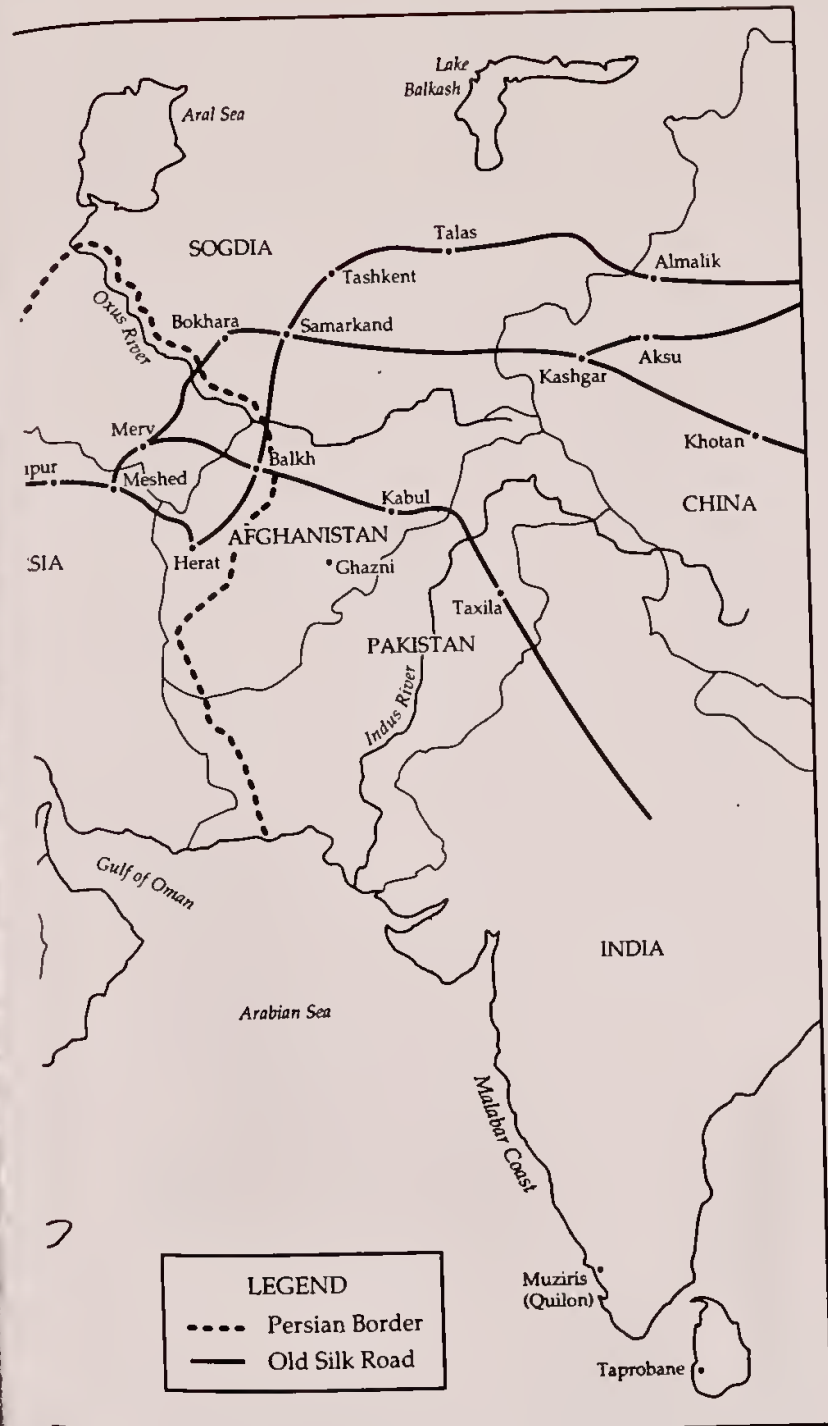 Lake
Balkash
Aral Sea
SOGDIA
Talas
Tashkent
Almalik
Oxus River
Bokhara
Samarkand
Kashgar
Aksu
Merv
Khotan
Balkh
ıpur
Meshed
Kabul
CHINA
AFGHANISTAN
SIA
Herat
Ghazni
Taxila
PAKISTAN
Indus River
Gulf of Oman
INDIA
Arabian Sea
Malabar Coast
Muziris
(Quilon)
Taprobane
LEGEND
Persian Border
Old Silk Road